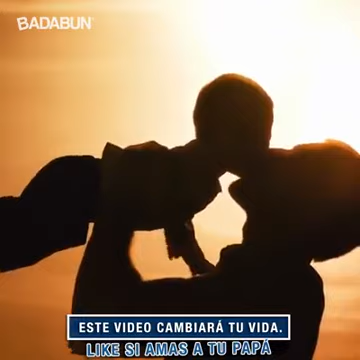 BADABUN
ESTE VIDEO CAMBIARÁ TU VIDA.
LIKE SI AMAS A TU PAPÁ